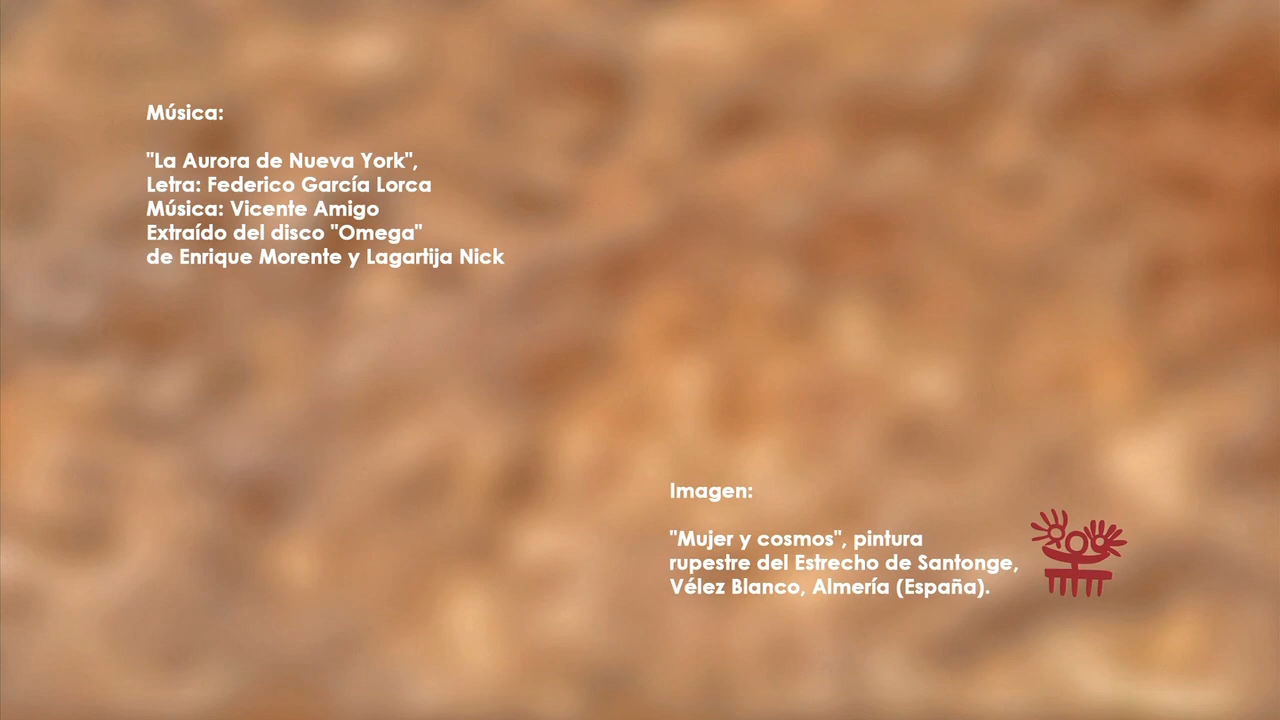 Música:
"La Aurora de Nueva York",
Letra: Federico García Lorca
Música: Vicente Amigo
Extraído del disco "Omega"
de Enrique Morente y Lagartija Nick
Imagen:
"Mujer y cosmos", pintura
rupestre del Estrecho de Santonge,
Vélez Blanco, Almería (España).